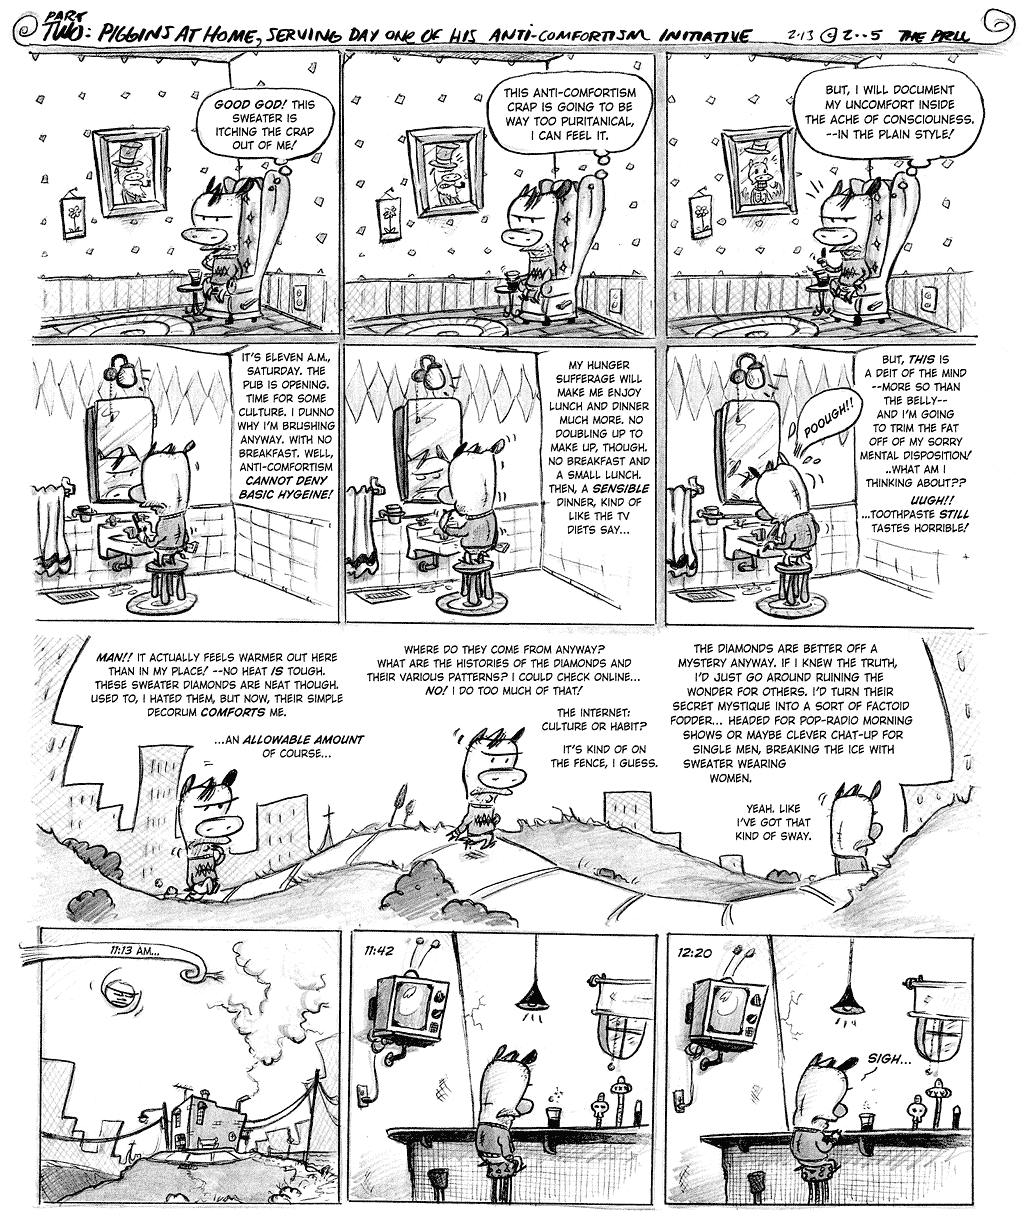 PART
TWO: PIGGINS AT HOME, SERVING DAY ONE OF HIS ANTI-COMFORTISM INITIATIVE 2·13 © 2··5 THE PRLL
GOOD GOD! THIS
SWEATER IS
ITCHING THE CRAP
OUT OF ME!
THIS ANTI-COMFORTISM
CRAP IS GOING TO BE
WAY TOO PURITANICAL,
I CAN FEEL IT.
BUT, I WILL DOCUMENT
MY UNCOMFORT INSIDE
THE ACHE OF CONSCIOUNESS.
--IN THE PLAIN STYLE!
IT'S ELEVEN A.M.,
SATURDAY. THE
PUB IS OPENING.
TIME FOR SOME
CULTURE. I DUNNO
WHY I'M BRUSHING
ANYWAY. WITH NO
BREAKFAST. WELL,
ANTI-COMFORTISM
CANNOT DENY
BASIC HYGEINE!
MY HUNGER
SUFFERAGE WILL
MAKE ME ENJOY
LUNCH AND DINNER
MUCH MORE. NO
DOUBLING UP TO
MAKE UP, THOUGH.
NO BREAKFAST AND
A SMALL LUNCH.
THEN, A SENSIBLE
DINNER, KIND OF
LIKE THE TV
DIETS SAY...
POOUGH!!
BUT, THIS IS
A DEIT OF THE MIND
--MORE SO THAN
THE BELLY--
AND I'M GOING
TO TRIM THE FAT
OFF OF MY SORRY
MENTAL DISPOSITION!
..WHAT AM I
THINKING ABOUT??
UUGH!!
...TOOTHPASTE STILL
TASTES HORRIBLE!
MAN!! IT ACTUALLY FEELS WARMER OUT HERE
THAN IN MY PLACE! --NO HEAT IS TOUGH.
THESE SWEATER DIAMONDS ARE NEAT THOUGH.
USED TO, I HATED THEM, BUT NOW, THEIR SIMPLE
DECORUM COMFORTS ME.
...AN ALLOWABLE AMOUNT
OF COURSE...
WHERE DO THEY COME FROM ANYWAY?
WHAT ARE THE HISTORIES OF THE DIAMONDS AND
THEIR VARIOUS PATTERNS? I COULD CHECK ONLINE...
NO! I DO TOO MUCH OF THAT!
THE INTERNET:
CULTURE OR HABIT?
IT'S KIND OF ON
THE FENCE, I GUESS.
THE DIAMONDS ARE BETTER OFF A
MYSTERY ANYWAY. IF I KNEW THE TRUTH,
I'D JUST GO AROUND RUINING THE
WONDER FOR OTHERS. I'D TURN THEIR
SECRET MYSTIQUE INTO A SORT OF FACTOID
FODDER... HEADED FOR POP-RADIO MORNING
SHOWS OR MAYBE CLEVER CHAT-UP FOR
SINGLE MEN, BREAKING THE ICE WITH
SWEATER WEARING
WOMEN.
YEAH. LIKE
I'VE GOT THAT
KIND OF SWAY.
11:13 AM...
11:42
12:20
SIGH...